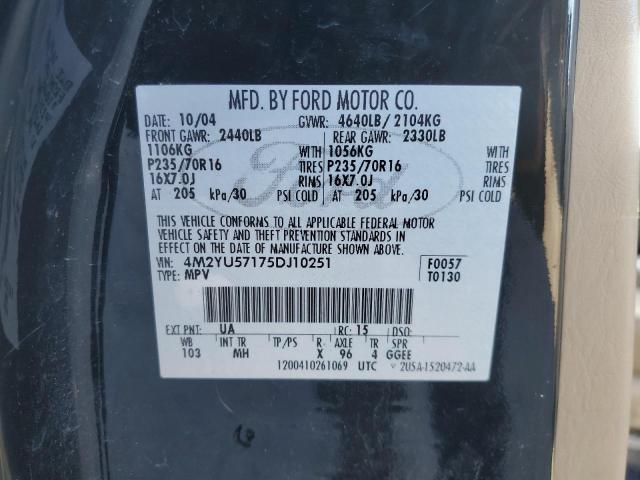 MFD. BY FORD MOTOR CO.
DATE: 10/04 GVWR: 4640LB/ 2104KG
FRONT GAWR: 2440LB REAR GAWR: 2330LB
1106KG WITH 1056KG WITH
P235/70R16 TIRES P235/70R16 TIRES
16X7.0J RIMS 16X7.0J RIMS
AT 205 kPa/30 PSI COLD AT 205 kPa/30 PSI COLD
Ford
THIS VEHICLE CONFORMS TO ALL APPLICABLE FEDERAL MOTOR
VEHICLE SAFETY AND THEFT PREVENTION STANDARDS IN
EFFECT ON THE DATE OF MANUFACTURE SHOWN ABOVE.
VIN: 4M2YU57175DJ10251 F0057
TYPE: MPV T0130
EXT PNT: UA RC: 15 DSO:
WB INT TR TP/PS R AXLE TR SPR
103 MH X 96 4 GGEE
1200410261069 UTC V 2U5A-1520472-AA